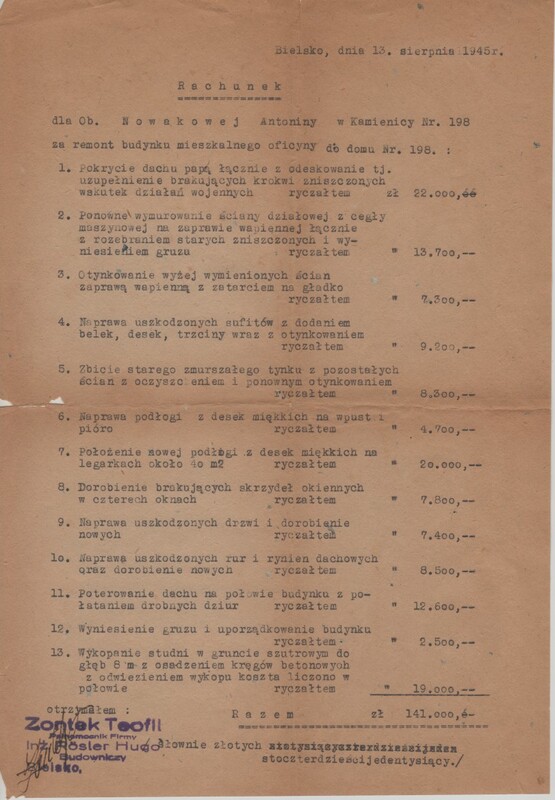 Bielsko, dnia 13. sierpnia 1945r.
Rachunek
dla Ob. Nowakowej Antoniny w Kamienicy Nr. 198
za remont budynku mieszkalnego oficyny do domu Nr. 198. :
1. Pokrycie dachu papą łącznie z odeskowanie tj.
uzupełnienie brakujących krokwi zniszczonych
wskutek działań wojennych ryczałtem zł 22.000,--
2. Ponowne wymurowanie ściany działowej z cegły
maszynowej na zaprawie wapiennej łącznie
z rozebraniem starych zniszczonych i wy-
niesieniem gruzu ryczałtem " 13.700,--
3. Otynkowanie wyżej wymienionych ścian
zaprawą wapienną z zatarciem na gładko
ryczałtem " 7.300,--
4. Naprawa uszkodzonych sufitów z dodaniem
belek, desek, trzciny wraz z otynkowaniem
ryczałtem " 9.200,--
5. Zbicie starego zmurszałego tynku z pozostałych
ścian z oczyszczeniem i ponownym otynkowaniem
ryczałtem " 8.300,--
6. Naprawa podłogi z desek miękkich na wpust i
pióro ryczałtem " 4.700,--
7. Położenie nowej podłogi z desek miękkich na
legarkach około 40 m2 ryczałtem " 20.000,--
8. Dorobienie brakujących skrzydeł okiennych
w czterech oknach ryczałtem " 7.800,--
9. Naprawa uszkodzonych drzwi i dorobienie
nowych ryczałtem " 7.400,--
10. Naprawa uszkodzonych rur i rynien dachowych
oraz dorobienie nowych ryczałtem " 8.500,--
11. Poterowanie dachu na połowie budynku z po-
łataniem drobnych dziur ryczałtem " 12.600,--
12. Wyniesienie gruzu i uporządkowanie budynku
ryczałtem- " 2.500,--
13. Wykopanie studni w gruncie szutrowym do
głęb 8 m z osadzeniem kręgów betonowych
z odwiezieniem wykopu koszta liczono w
połowie ryczałtem " 19.000,--
otrzymałem :
Razem zł 141.000,--
Zontek Teofil
Pełnomocnik Firmy
Inż. Rösler Hugo
Budowniczy
Bielsko,
słownie złotych
stoczterdzieścijedentysiący./